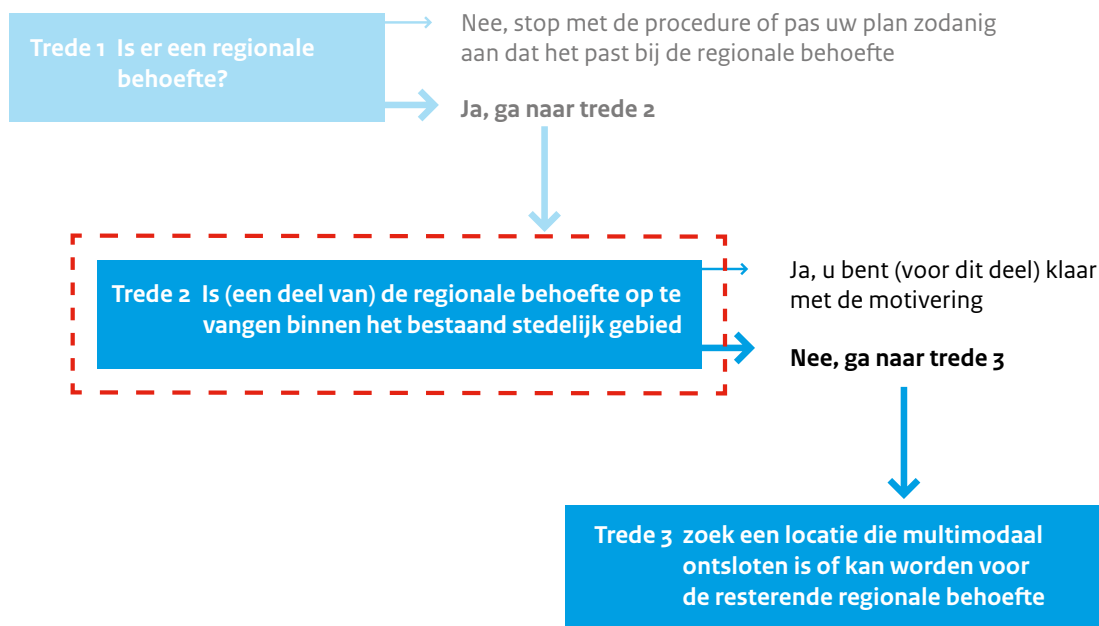 Trede 1 Is er een regionale
behoefte?
Nee, stop met de procedure of pas uw plan zodanig
aan dat het past bij de regionale behoefte
Ja, ga naar trede 2
Trede 2 Is (een deel van) de regionale behoefte op te
vangen binnen het bestaand stedelijk gebied
Ja, u bent (voor dit deel) klaar
met de motivering
Nee, ga naar trede 3
Trede 3 zoek een locatie die multimodaal
ontsloten is of kan worden voor
de resterende regionale behoefte